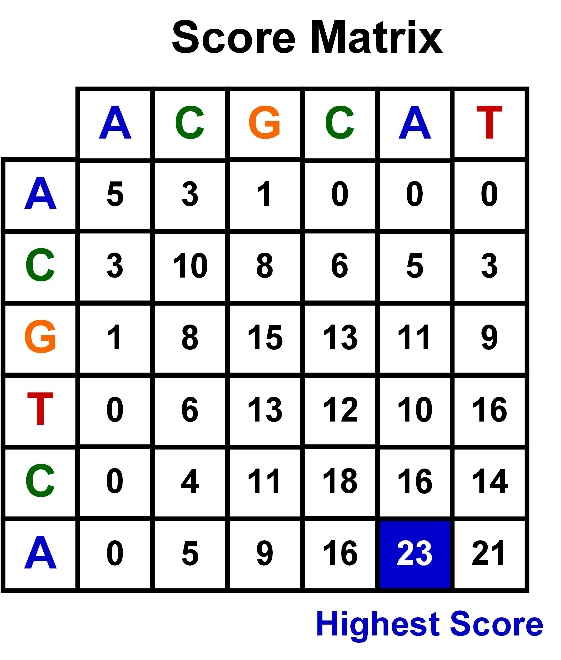 Score Matrix
A C G C A T
A 5 3 1 0 0 0
C 3 10 8 6 5 3
G 1 8 15 13 11 9
T 0 6 13 12 10 16
C 0 4 11 18 16 14
A 0 5 9 16 23 21
Highest Score